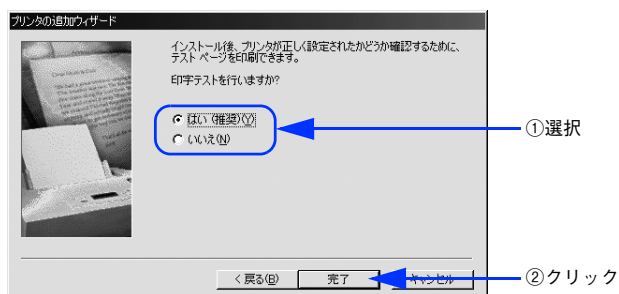 プリンタの追加ウィザード
インストール後、プリンタが正しく設定されたかどうか確認するために、
テスト ページを印刷できます。
印字テストを行いますか?
はい (推奨)(Y)
いいえ(N)
①選択
< 戻る(B)
完了
キャンセル
②クリック